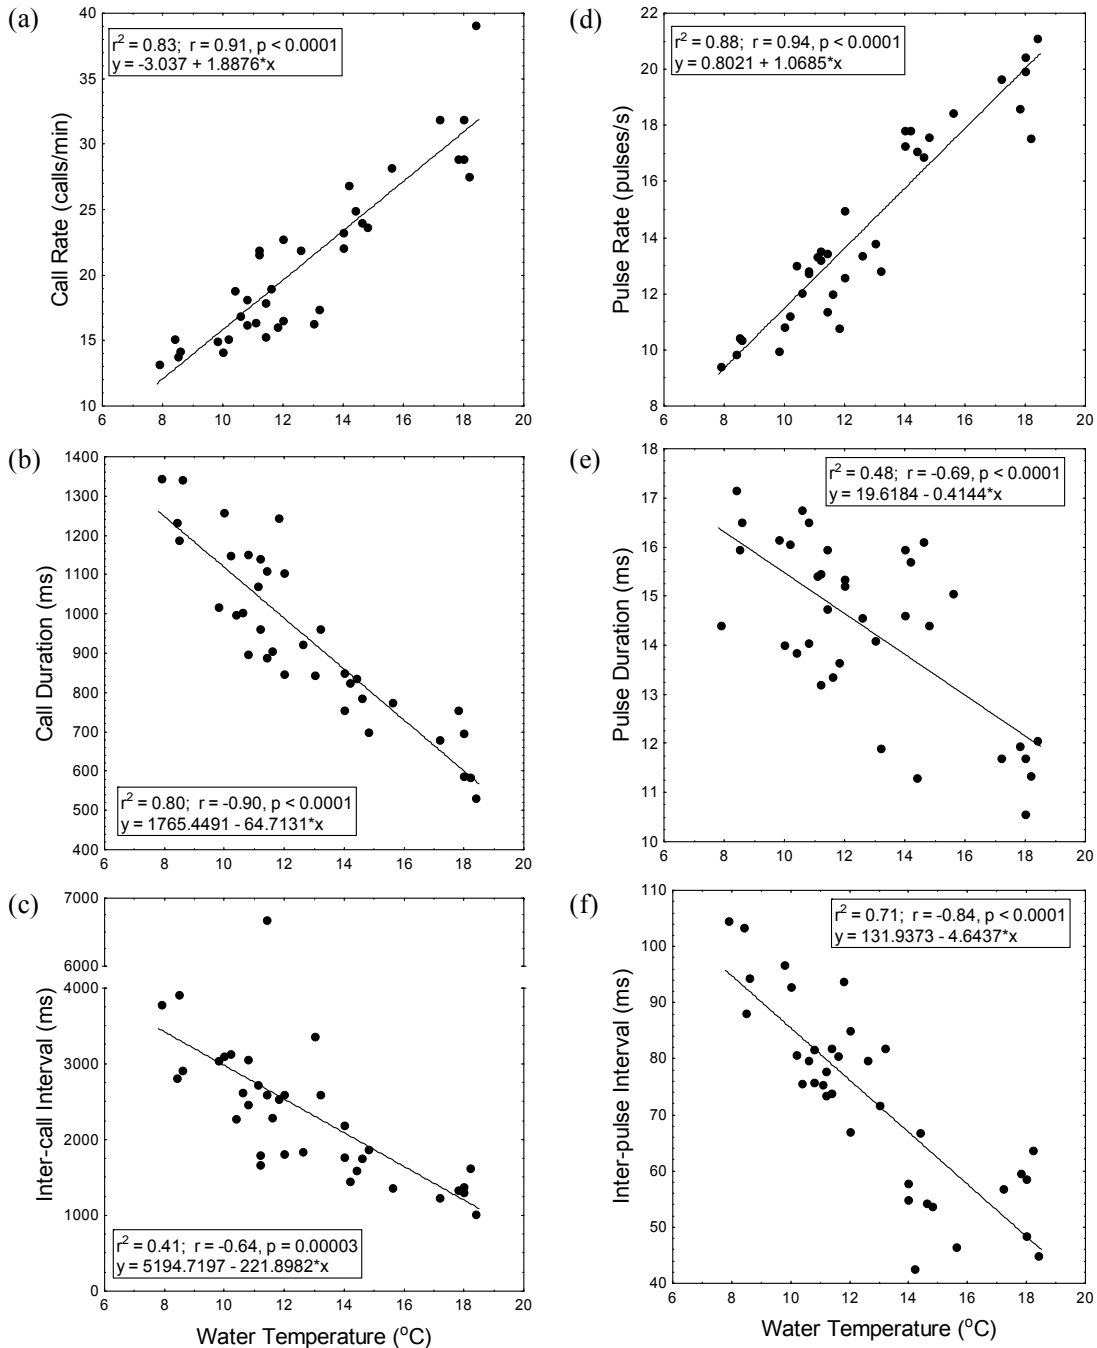 (a)
r² = 0.83; r = 0.91, p < 0.0001
y = -3.037 + 1.8876*x
Call Rate (calls/min)
40
35
30
25
20
15
10
6 8 10 12 14 16 18 20
(d)
r² = 0.88; r = 0.94, p < 0.0001
y = 0.8021 + 1.0685*x
Pulse Rate (pulses/s)
22
20
18
16
14
12
10
8
6 8 10 12 14 16 18 20
(b)
r² = 0.80; r = -0.90, p < 0.0001
y = 1765.4491 - 64.7131*x
Call Duration (ms)
1400
1300
1200
1100
1000
900
800
700
600
500
400
6 8 10 12 14 16 18 20
(e)
r² = 0.48; r = -0.69, p < 0.0001
y = 19.6184 - 0.4144*x
Pulse Duration (ms)
18
17
16
15
14
13
12
11
10
6 8 10 12 14 16 18 20
(c)
r² = 0.41; r = -0.64, p = 0.00003
y = 5194.7197 - 221.8982*x
Inter-call Interval (ms)
7000
6000
4000
3000
2000
1000
0
6 8 10 12 14 16 18 20
Water Temperature (°C)
(f)
r² = 0.71; r = -0.84, p < 0.0001
y = 131.9373 - 4.6437*x
Inter-pulse Interval (ms)
110
100
90
80
70
60
50
40
6 8 10 12 14 16 18 20
Water Temperature (°C)